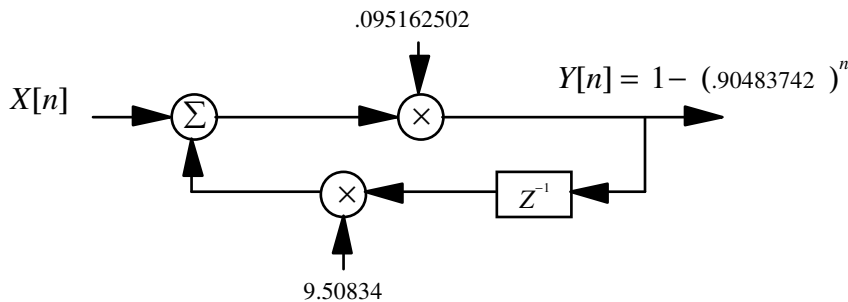 .095162502
Y[n] = 1 - (.90483742 )^n
X[n]
Σ
×
×
Z^-1
9.50834